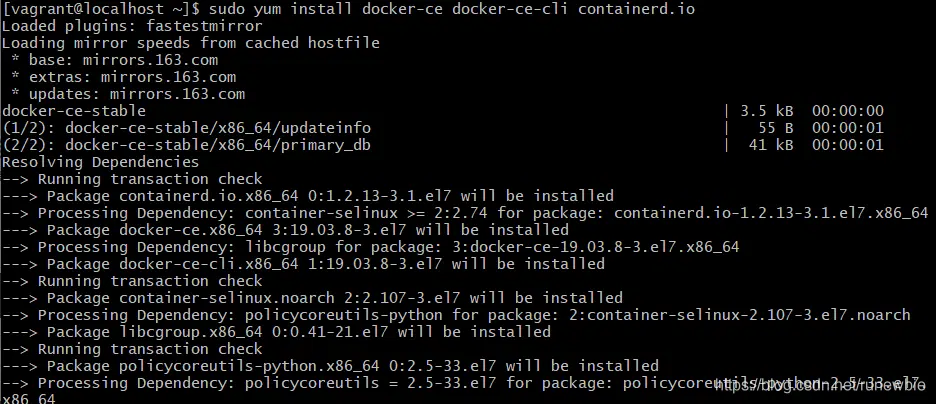 [vagrant@localhost ~]$ sudo yum install docker-ce docker-ce-cli containerd.io
Loaded plugins: fastestmirror
Loading mirror speeds from cached hostfile
 * base: mirrors.163.com
 * extras: mirrors.163.com
 * updates: mirrors.163.com
docker-ce-stable | 3.5 kB 00:00:00
(1/2): docker-ce-stable/x86_64/updateinfo | 55 B 00:00:01
(2/2): docker-ce-stable/x86_64/primary_db | 41 kB 00:00:01
Resolving Dependencies
--> Running transaction check
---> Package containerd.io.x86_64 0:1.2.13-3.1.el7 will be installed
--> Processing Dependency: container-selinux >= 2:2.74 for package: containerd.io-1.2.13-3.1.el7.x86_64
---> Package docker-ce.x86_64 3:19.03.8-3.el7 will be installed
--> Processing Dependency: libcgroup for package: 3:docker-ce-19.03.8-3.el7.x86_64
---> Package docker-ce-cli.x86_64 1:19.03.8-3.el7 will be installed
--> Running transaction check
---> Package container-selinux.noarch 2:2.107-3.el7 will be installed
--> Processing Dependency: policycoreutils-python for package: 2:container-selinux-2.107-3.el7.noarch
---> Package libcgroup.x86_64 0:0.41-21.el7 will be installed
--> Running transaction check
---> Package policycoreutils-python.x86_64 0:2.5-33.el7 will be installed
--> Processing Dependency: policycoreutils = 2.5-33.el7 for package: policycoreutils-python-2.5-33.el7.
x86_64
https://blog.csdn.net/runewbie